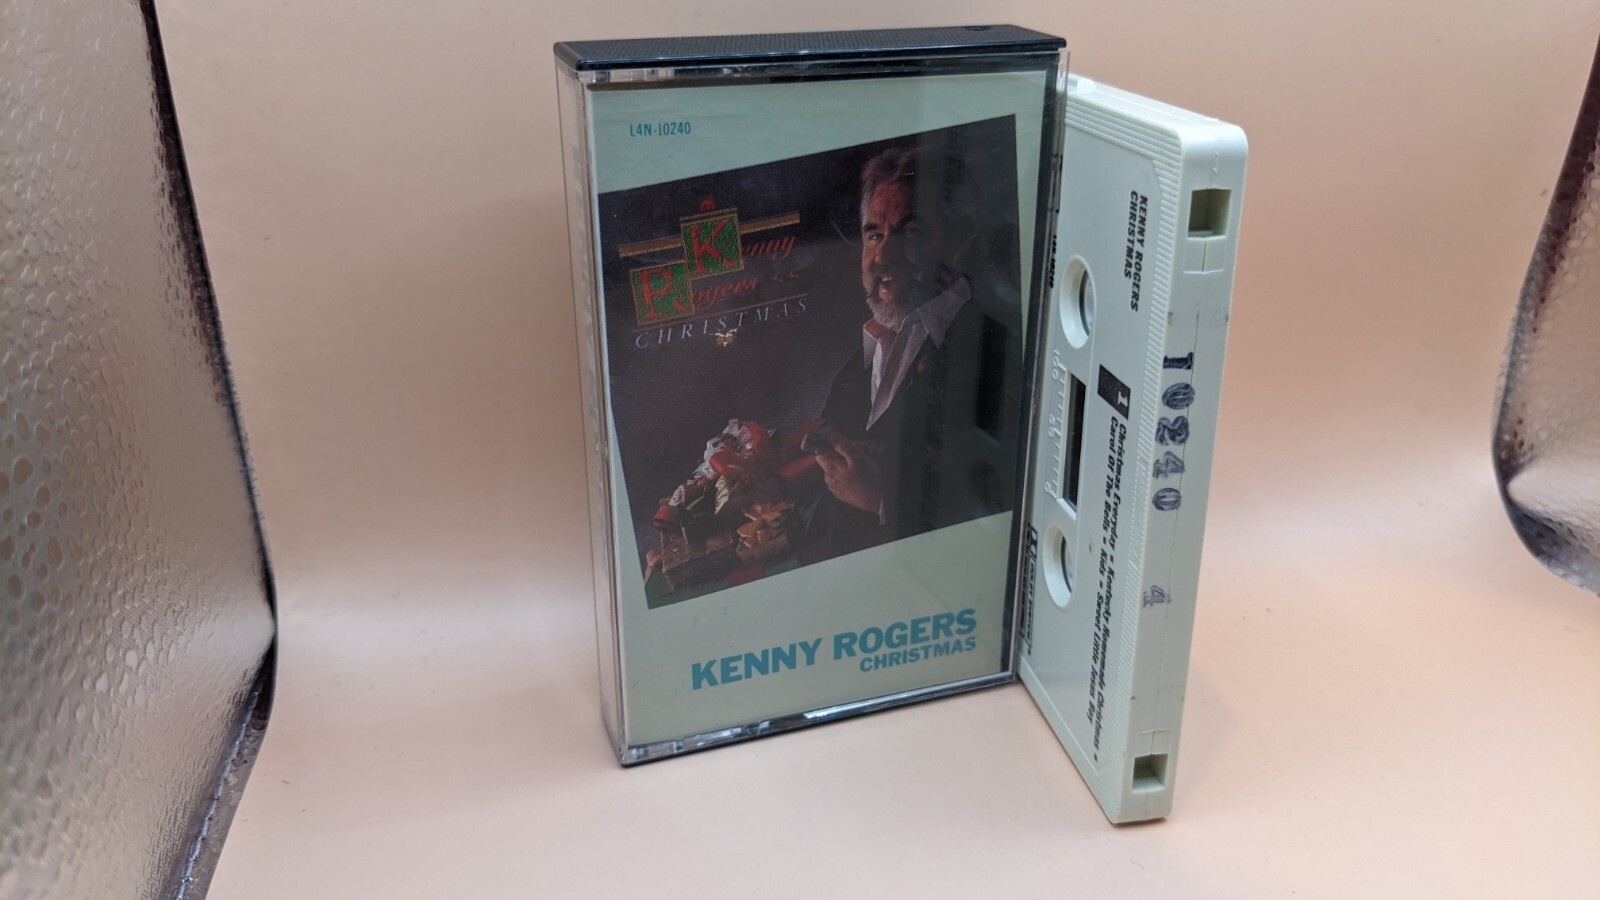 L4N-10240
Kenny
Rogers
CHRISTMAS
KENNY ROGERS
CHRISTMAS
KENNY ROGERS
CHRISTMAS
1
Christmas Everyday • Kentucky Homemade Christmas •
Carol Of The Bells • Kids • Sweet Little Jesus Boy
10240 4